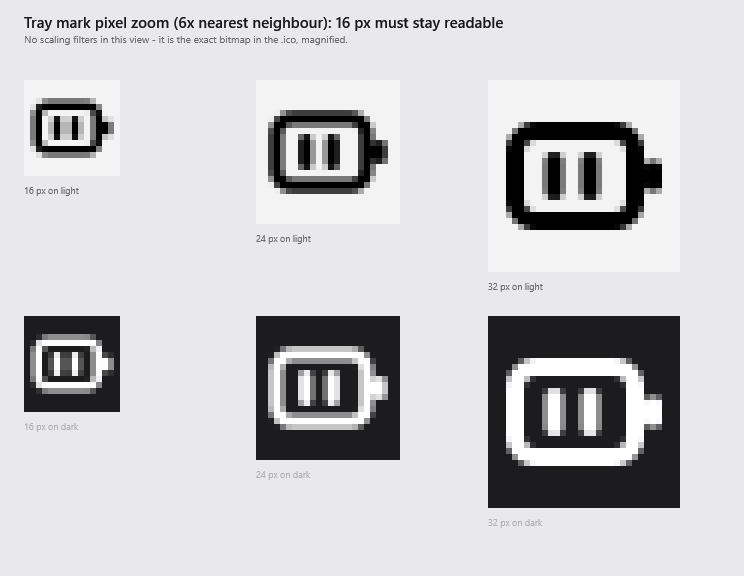 Tray mark pixel zoom (6x nearest neighbour): 16 px must stay readable
No scaling filters in this view - it is the exact bitmap in the .ico, magnified.
16 px on light
24 px on light
32 px on light
16 px on dark
24 px on dark
32 px on dark